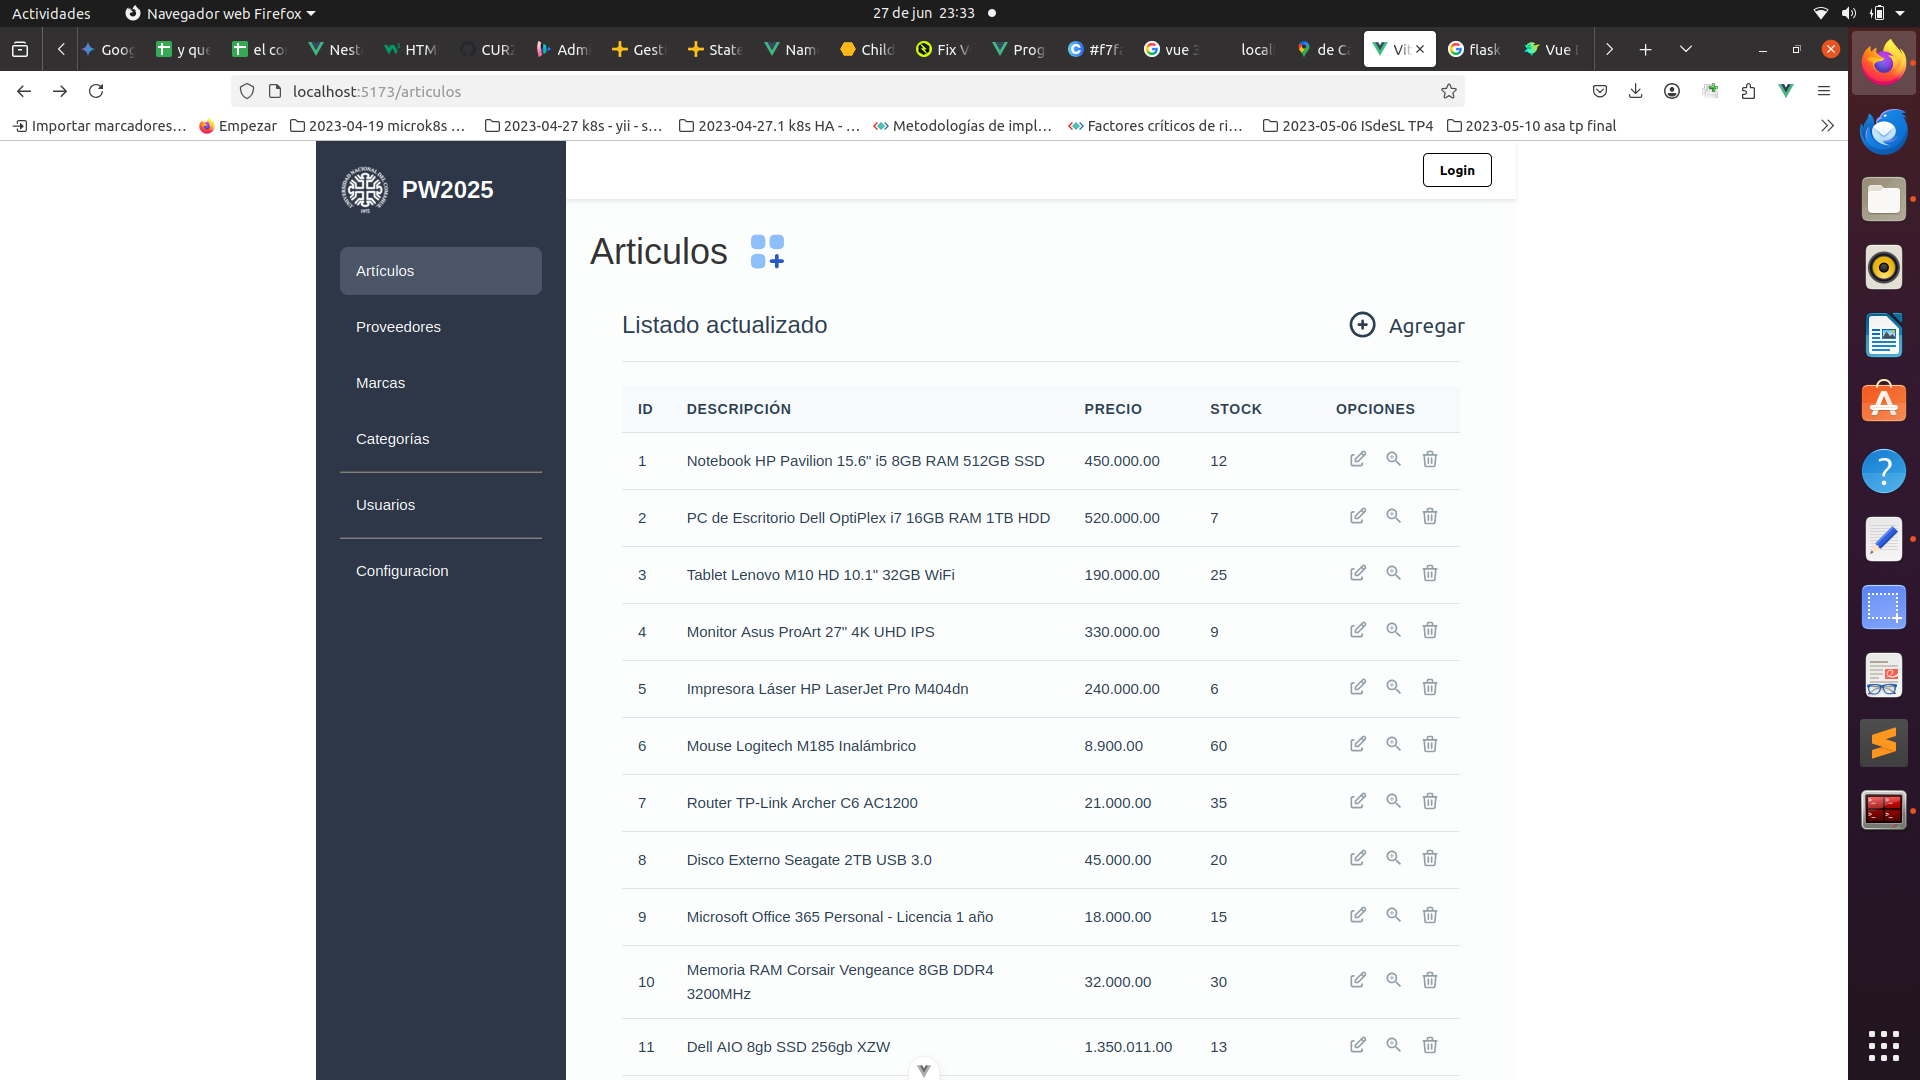 Actividades Navegador web Firefox 27 de jun 23:33
Goog y que el co Nest HTM CURZ Admi Gesti State Nam Child Fix V Prog #f7fa vue 3 local de Ca Vit flask Vue
localhost:5173/articulos
Importar marcadores... Empezar 2023-04-19 microk8s ... 2023-04-27 k8s - yii - s... 2023-04-27.1 k8s HA - ... Metodologías de impl... Factores críticos de ri... 2023-05-06 ISdeSL TP4 2023-05-10 asa tp final
PW2025
Login
Artículos
Proveedores
Marcas
Categorías
Usuarios
Configuracion
Articulos
Listado actualizado Agregar
ID DESCRIPCIÓN PRECIO STOCK OPCIONES
1 Notebook HP Pavilion 15.6" i5 8GB RAM 512GB SSD 450.000.00 12
2 PC de Escritorio Dell OptiPlex i7 16GB RAM 1TB HDD 520.000.00 7
3 Tablet Lenovo M10 HD 10.1" 32GB WiFi 190.000.00 25
4 Monitor Asus ProArt 27" 4K UHD IPS 330.000.00 9
5 Impresora Láser HP LaserJet Pro M404dn 240.000.00 6
6 Mouse Logitech M185 Inalámbrico 8.900.00 60
7 Router TP-Link Archer C6 AC1200 21.000.00 35
8 Disco Externo Seagate 2TB USB 3.0 45.000.00 20
9 Microsoft Office 365 Personal - Licencia 1 año 18.000.00 15
10 Memoria RAM Corsair Vengeance 8GB DDR4
3200MHz 32.000.00 30
11 Dell AIO 8gb SSD 256gb XZW 1.350.011.00 13